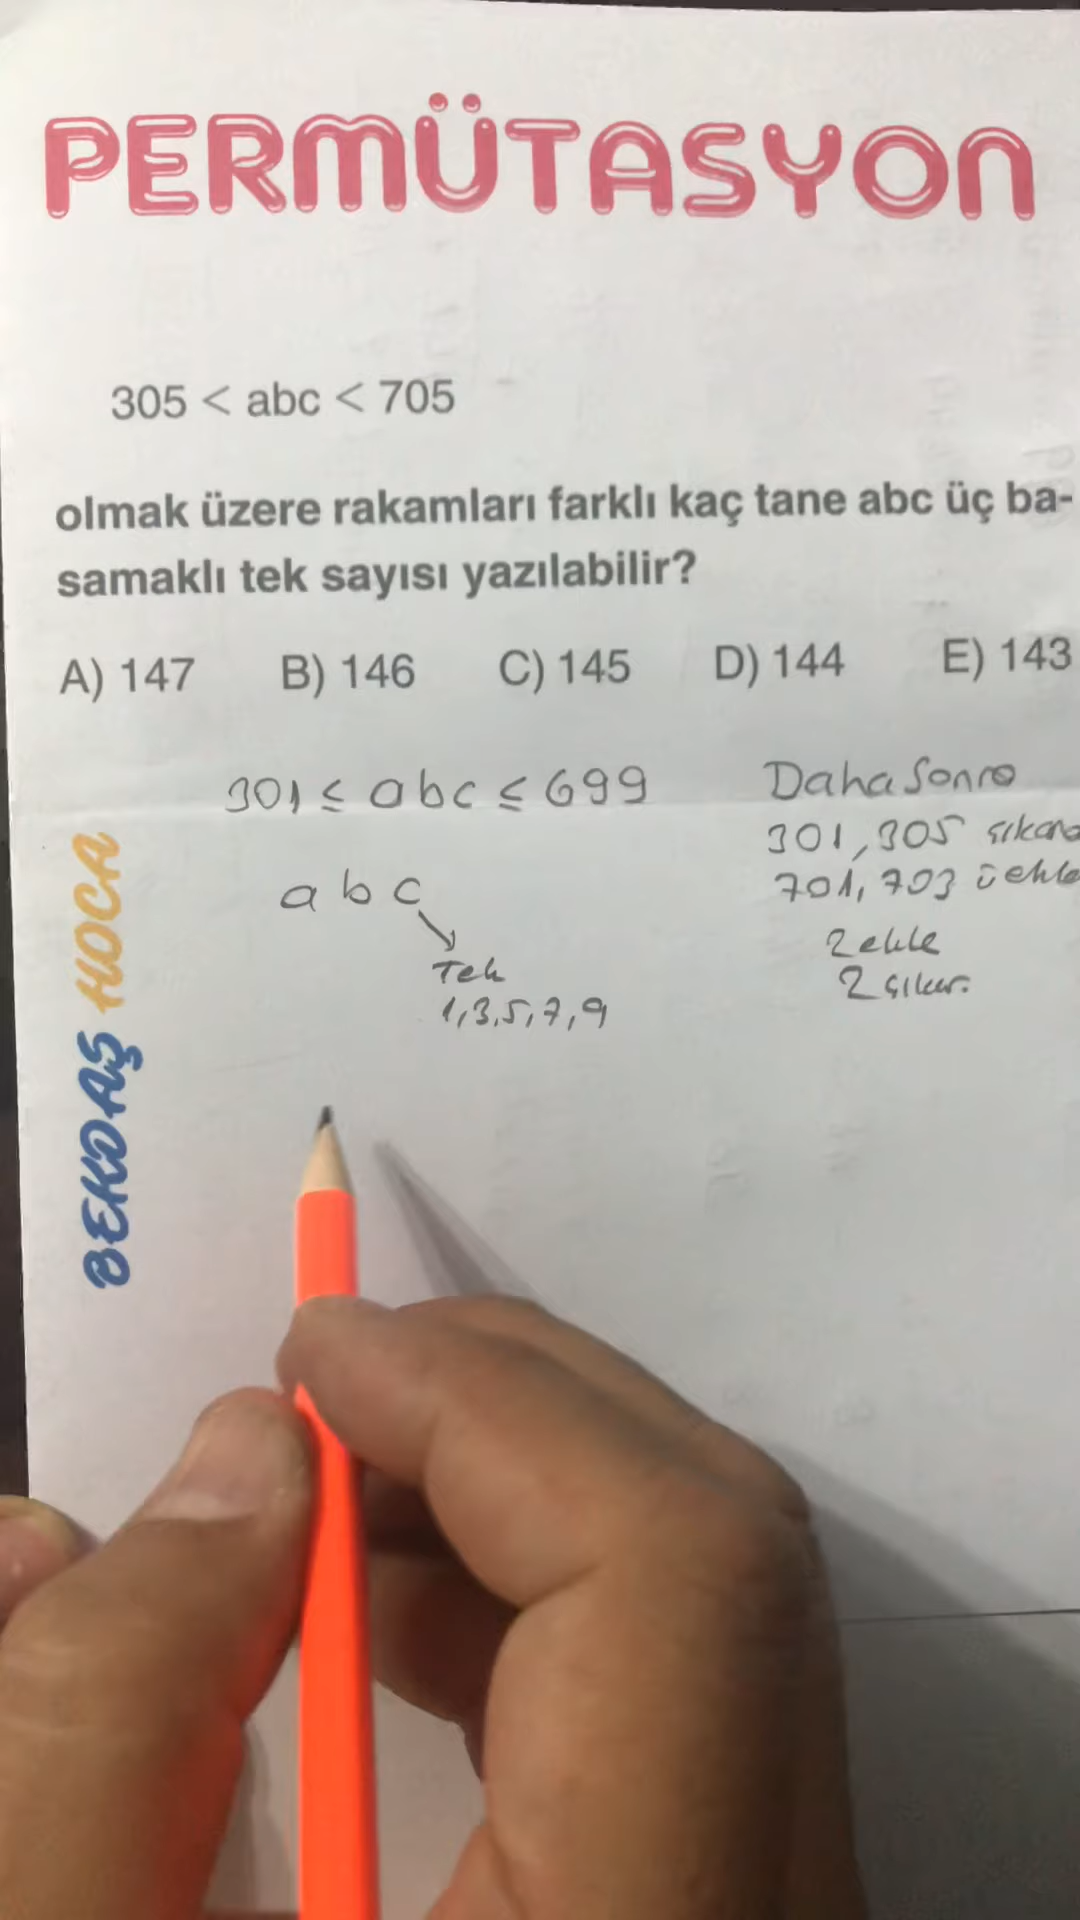 PERMÜTASYON
305 < abc < 705
olmak üzere rakamları farklı kaç tane abc üç ba-
samaklı tek sayısı yazılabilir?
A) 147 B) 146 C) 145 D) 144 E) 143
301 ≤ abc ≤ 699
abc
Tek
1,3,5,7,9
Daha Sonra
301, 305 çıkar
701, 703 ü ekle
2 ekle
2 çıkar.
BEKDAŞ HOCA